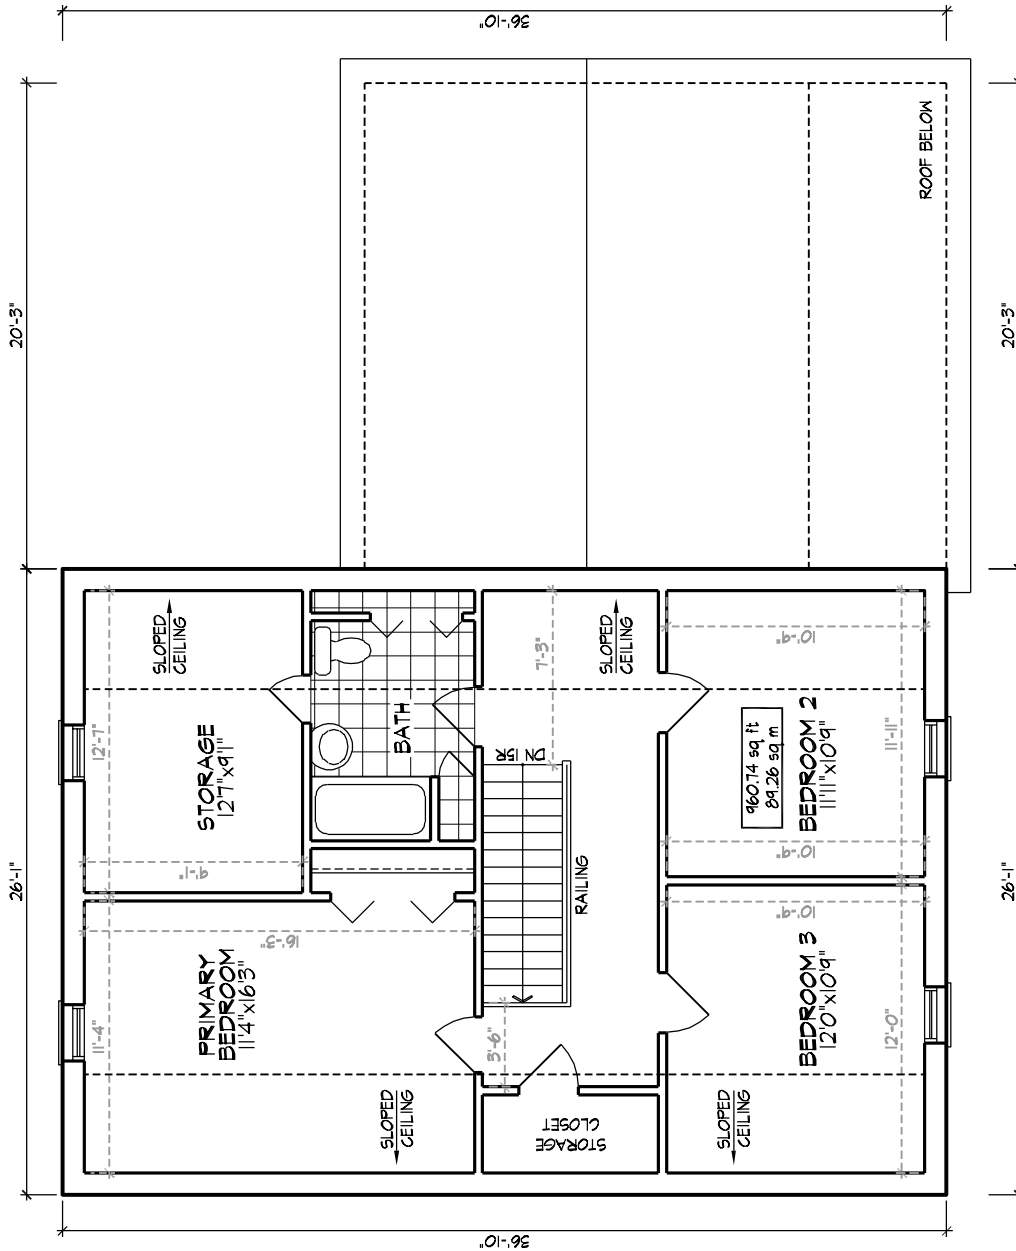 36'-10"
20'-3"
20'-3"
ROOF BELOW
SLOPED
CEILING
SLOPED
CEILING
7'-3"
10'-9"
12'-7"
STORAGE
12'7"x9'1"
BATH
DN 15R
960.74 sq ft
89.26 sq m
BEDROOM 2
11'11"x10'9"
11'-11"
9'-1"
10'-9"
26'-1"
RAILING
26'-1"
10'-9"
16'-3"
PRIMARY
BEDROOM
11'4"x16'3"
11'-4"
3'-6"
BEDROOM 3
12'0"x10'9"
12'-0"
SLOPED
CEILING
STORAGE
CLOSET
SLOPED
CEILING
36'-10"